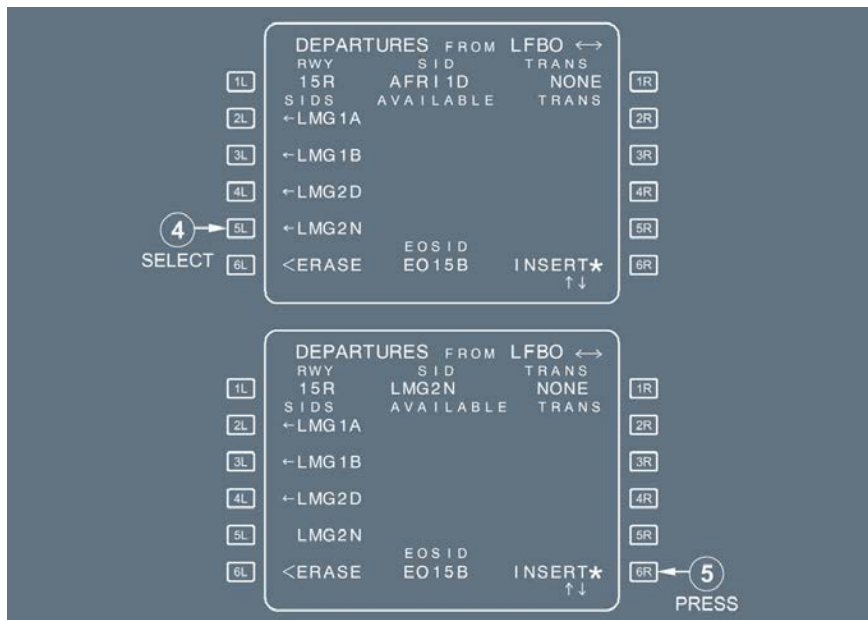 DEPARTURES FROM LFBO ↔
RWY SID TRANS
1L 15R AFRI1D NONE 1R
SIDS AVAILABLE TRANS
2L ←LMG1A 2R
3L ←LMG1B 3R
4L ←LMG2D 4R
4 5L ←LMG2N 5R
EOSID
SELECT 6L <ERASE EO15B INSERT* 6R
↑↓
DEPARTURES FROM LFBO ↔
RWY SID TRANS
1L 15R LMG2N NONE 1R
SIDS AVAILABLE TRANS
2L ←LMG1A 2R
3L ←LMG1B 3R
4L ←LMG2D 4R
5L LMG2N 5R
EOSID
6L <ERASE EO15B INSERT* 6R 5
↑↓
PRESS